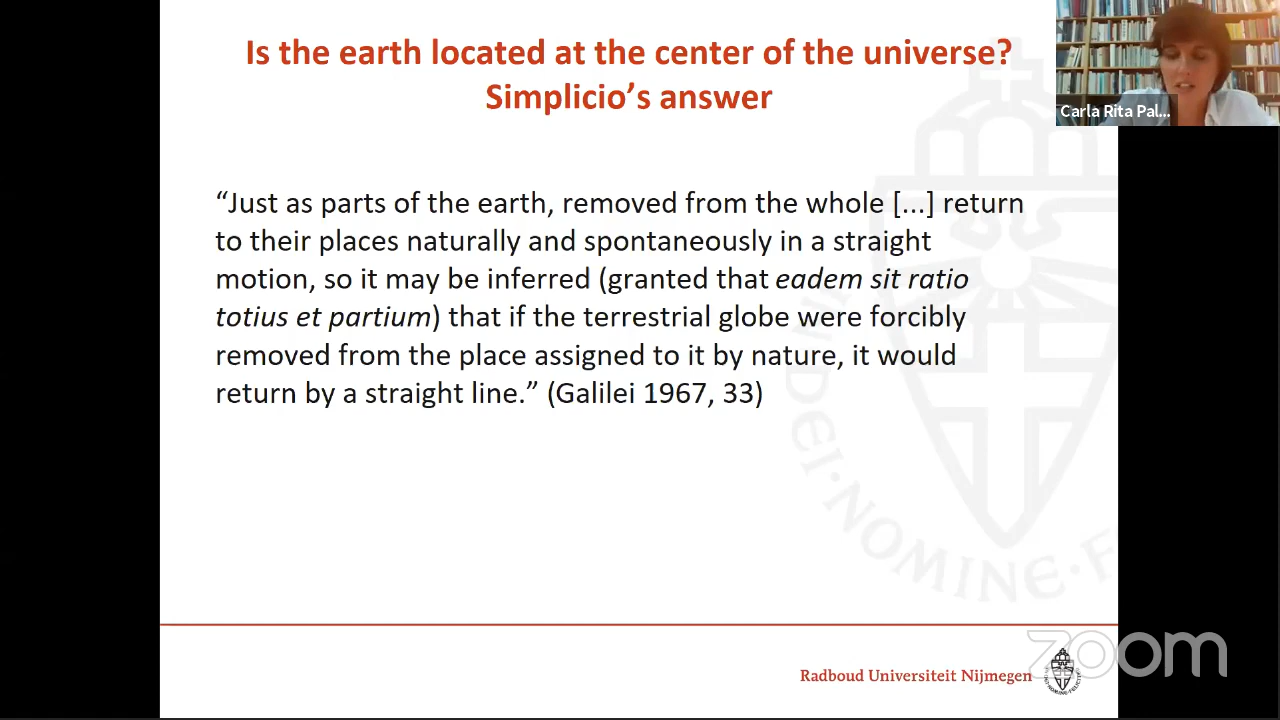 Is the earth located at the center of the universe?
Simplicio’s answer
Carla Rita Pal...
“Just as parts of the earth, removed from the whole [...] return
to their places naturally and spontaneously in a straight
motion, so it may be inferred (granted that eadem sit ratio
totius et partium) that if the terrestrial globe were forcibly
removed from the place assigned to it by nature, it would
return by a straight line.” (Galilei 1967, 33)
DEI·NOMINE·F
zoom
Radboud Universiteit Nijmegen